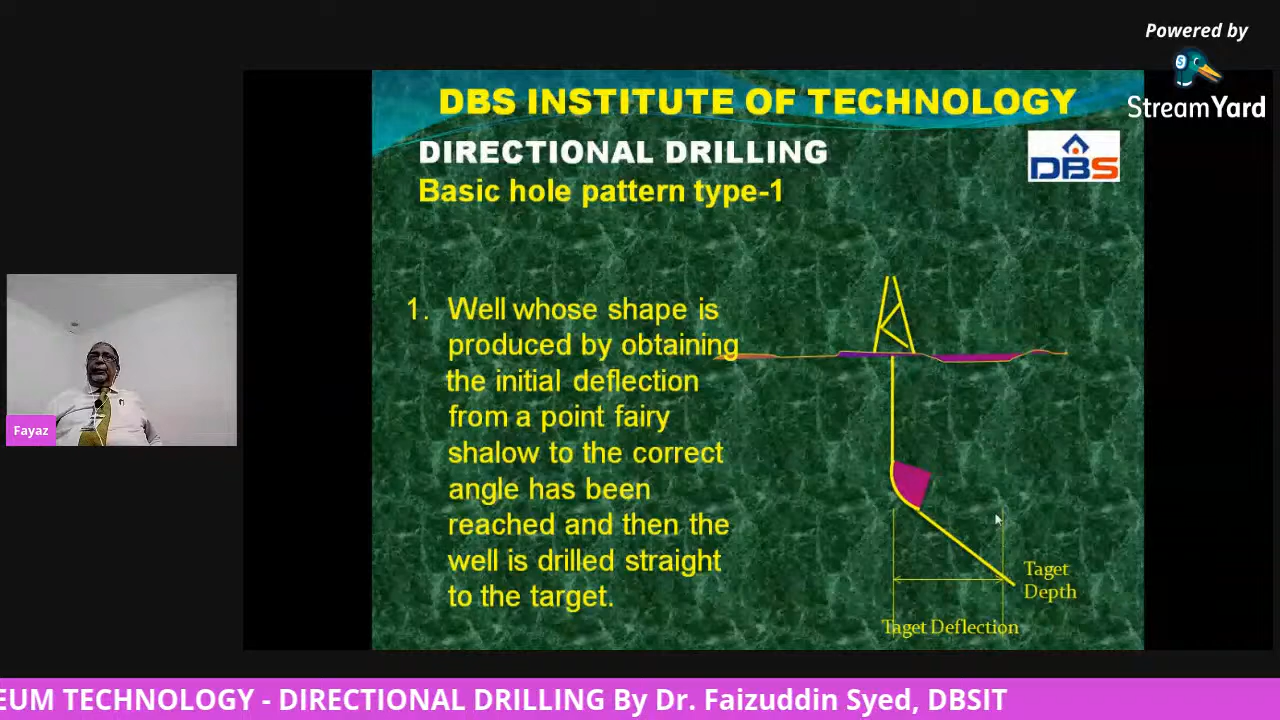 Powered by
StreamYard
DBS INSTITUTE OF TECHNOLOGY
DIRECTIONAL DRILLING
DBS
Basic hole pattern type-1
1. Well whose shape is
produced by obtaining
the initial deflection
from a point fairy
shalow to the correct
angle has been
reached and then the
well is drilled straight
to the target.
Taget
Depth
Taget Deflection
Fayaz
EUM TECHNOLOGY - DIRECTIONAL DRILLING By Dr. Faizuddin Syed, DBSIT